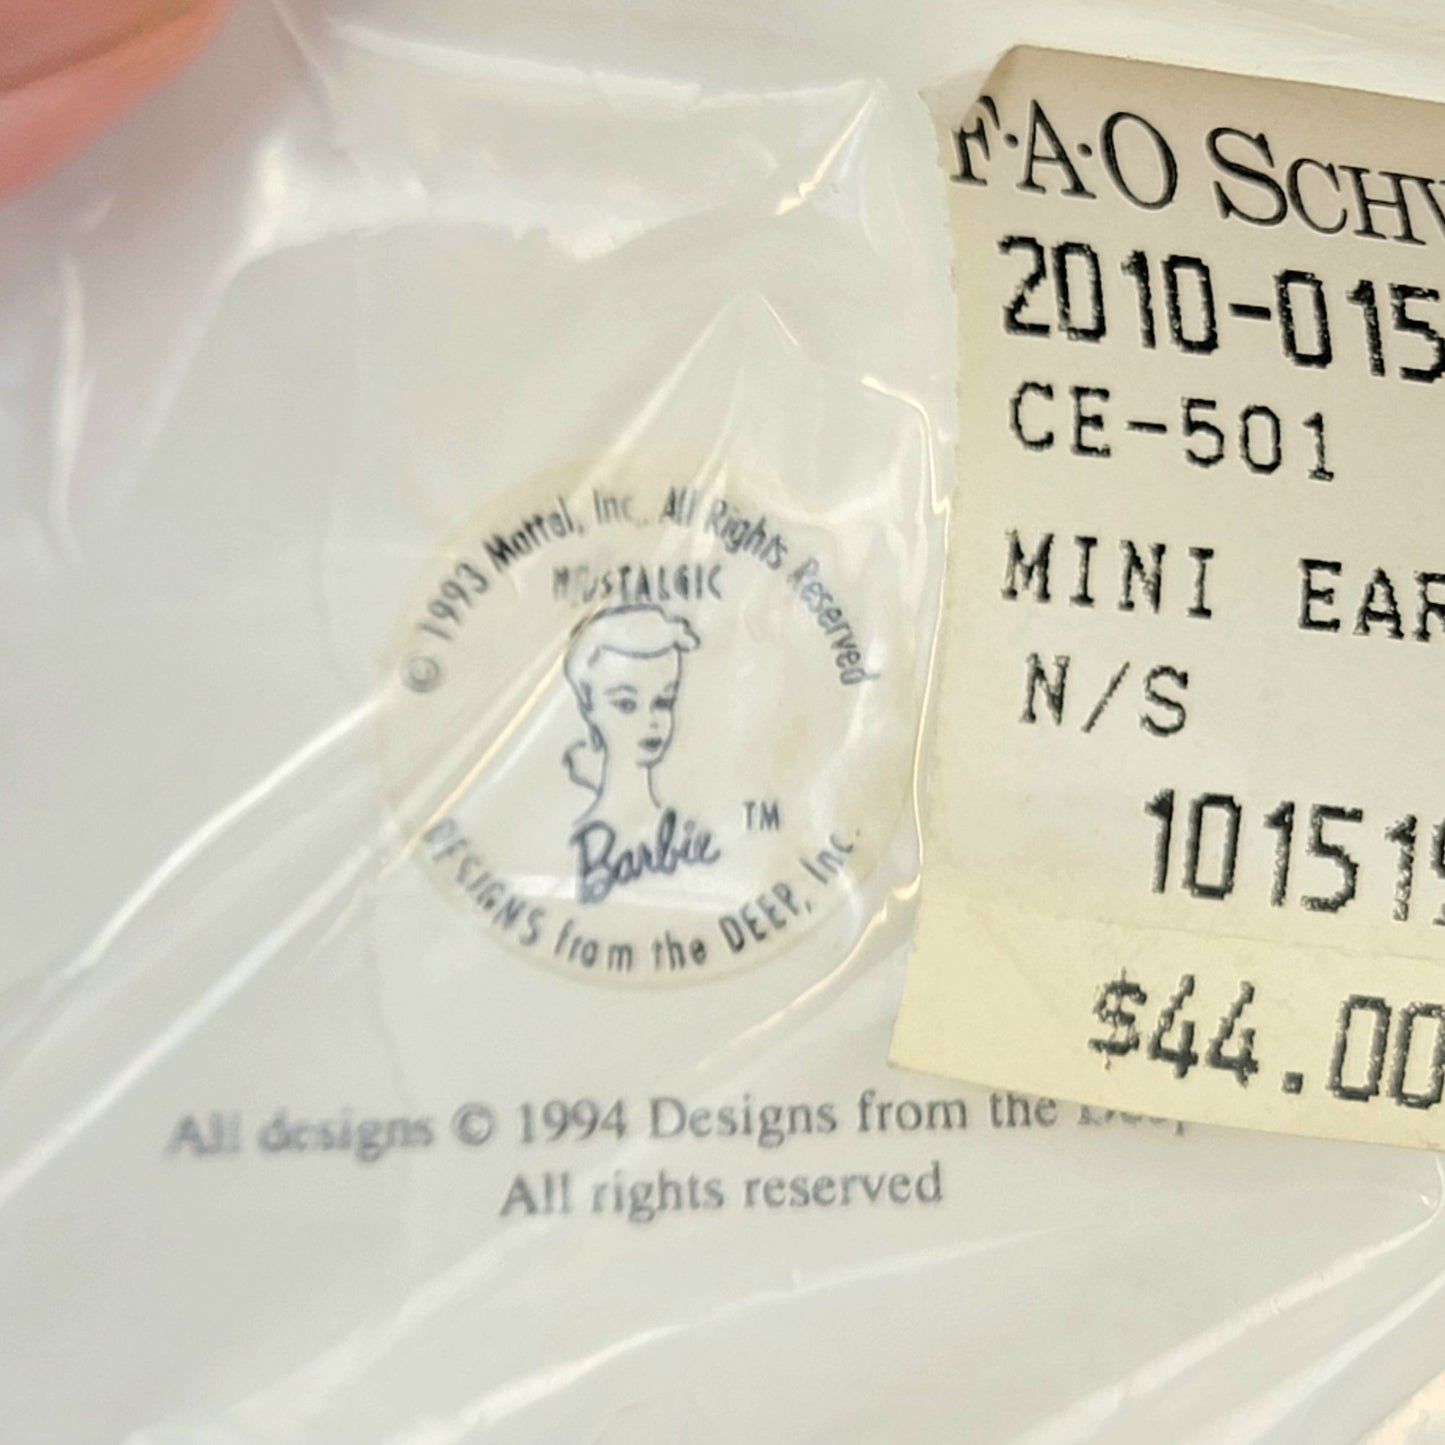 © 1993 Mattel, Inc. All Rights Reserved
NOSTALGIC
Barbie TM
DESIGNS from the DEEP, Inc.
All designs © 1994 Designs from the
All rights reserved
F·A·O SCHW
2010-015
CE-501
MINI EAR
N/S
10151
$44.00